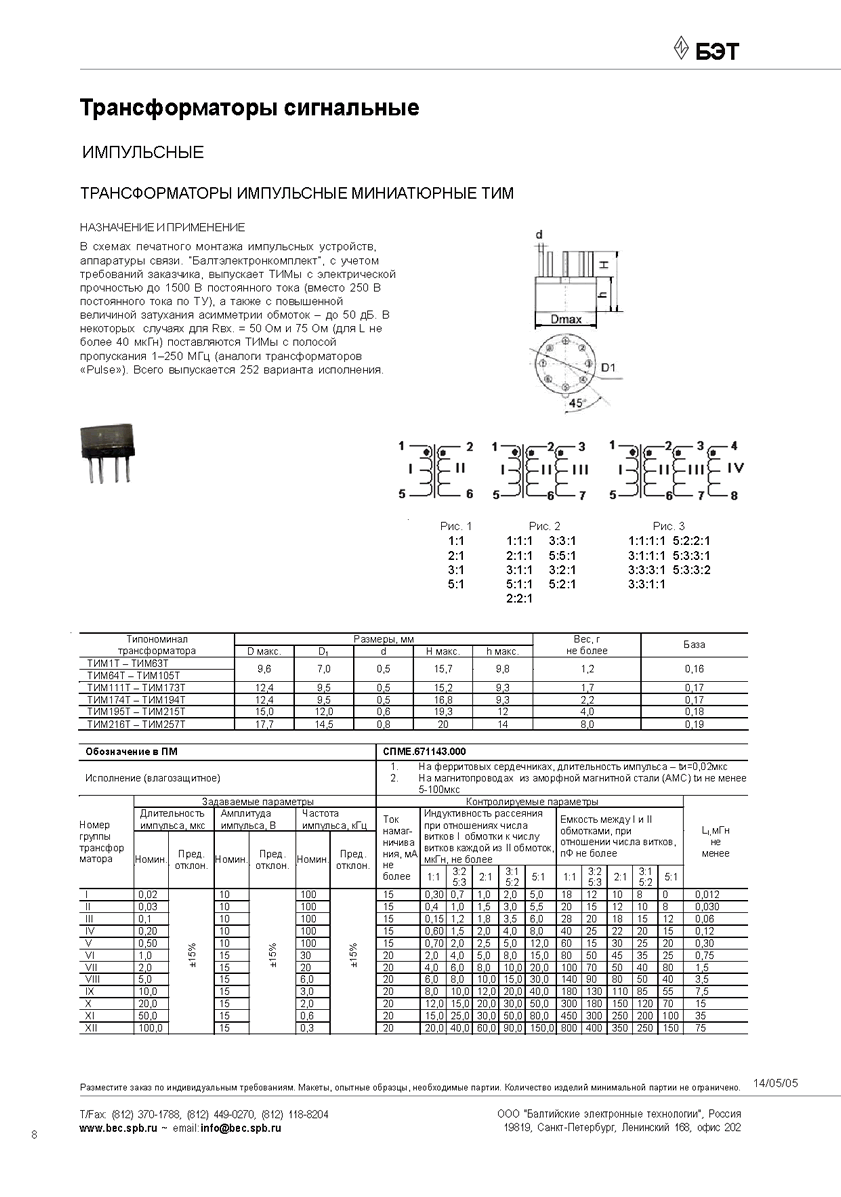 БЭТ
Трансформаторы сигнальные
ИМПУЛЬСНЫЕ
ТРАНСФОРМАТОРЫ ИМПУЛЬСНЫЕ МИНИАТЮРНЫЕ ТИМ
НАЗНАЧЕНИЕ И ПРИМЕНЕНИЕ
В схемах печатного монтажа импульсных устройств,
аппаратуры связи. "Балтэлектронкомплект", с учетом
требований заказчика, выпускает ТИМы с электрической
прочностью до 1500 В постоянного тока (вместо 250 В
постоянного тока по ТУ), а также с повышенной
величиной затухания асимметрии обмоток – до 50 дБ. В
некоторых случаях для Rвх. = 50 Ом и 75 Ом (для L не
более 40 мкГн) поставляются ТИМы с полосой
пропускания 1–250 МГц (аналоги трансформаторов
«Pulse»). Всего выпускается 252 варианта исполнения.
d
H
h
Dmax
D1
45°
1 2 1 2 3 1 2 3 4
I II I II III I II III IV
5 6 5 6 7 5 6 7 8
Рис. 1 Рис. 2 Рис. 3
1:1 1:1:1 3:3:1 1:1:1:1 5:2:2:1
2:1 2:1:1 5:5:1 3:1:1:1 5:3:3:1
3:1 3:1:1 3:2:1 3:3:3:1 5:3:3:2
5:1 5:1:1 5:2:1 3:3:1:1
2:2:1
Типономинал трансформатора Размеры, мм Вес, г не более База
D макс. D₁ d H макс. h макс.
ТИМ1Т – ТИМ63Т
ТИМ64Т – ТИМ105Т 9,6 7,0 0,5 15,7 9,8 1,2 0,16
ТИМ111Т – ТИМ173Т 12,4 9,5 0,5 15,2 9,3 1,7 0,17
ТИМ174Т – ТИМ194Т 12,4 9,5 0,5 16,8 9,3 2,2 0,17
ТИМ195Т – ТИМ215Т 15,0 12,0 0,6 19,3 12 4,0 0,18
ТИМ216Т – ТИМ257Т 17,7 14,5 0,8 20 14 8,0 0,19
Обозначение в ПМ СПМЕ.671143.000
Исполнение (влагозащитное)
1. На ферритовых сердечниках, длительность импульса – tи=0,02мкс
2. На магнитопроводах из аморфной магнитной стали (АМС) tи не менее
5-100мкс
Номер группы трансфор матора
Задаваемые параметры Контролируемые параметры
Длительность импульса, мкс Амплитуда импульса, В Частота импульса, кГц
Номин. Пред. отклон. Номин. Пред. отклон. Номин. Пред. отклон.
Ток намаг- ничива ния, мА не более
Индуктивность рассеяния при отношениях числа витков I обмотки к числу витков каждой из II обмоток, мкГн, не более
Емкость между I и II обмотками, при отношении числа витков, пФ не более
L₁,мГн не менее
1:1 3:2 5:3 2:1 3:1 5:2 5:1 1:1 3:2 5:3 2:1 3:1 5:2 5:1
±15% ±15% ±15%
I 0,02 10 100 15 0,30 0,7 1,0 2,0 5,0 18 12 10 8 0 0,012
II 0,03 10 100 15 0,4 1,0 1,5 3,0 5,5 20 15 12 10 8 0,030
III 0,1 10 100 15 0,15 1,2 1,8 3,5 6,0 28 20 18 15 12 0,06
IV 0,20 10 100 15 0,60 1,5 2,0 4,0 8,0 40 25 22 20 15 0,12
V 0,50 10 100 15 0,70 2,0 2,5 5,0 12,0 60 15 30 25 20 0,30
VI 1,0 15 30 20 2,0 4,0 5,0 8,0 15,0 80 50 45 35 25 0,75
VII 2,0 15 20 20 4,0 6,0 8,0 10,0 20,0 100 70 50 40 80 1,5
VIII 5,0 15 6,0 20 6,0 8,0 10,0 15,0 30,0 140 90 80 50 40 3,5
IX 10,0 15 3,0 20 8,0 10,0 12,0 20,0 40,0 180 130 110 85 55 7,5
X 20,0 15 2,0 20 12,0 15,0 20,0 30,0 50,0 300 180 150 120 70 15
XI 50,0 15 0,6 20 15,0 25,0 30,0 50,0 80,0 450 300 250 200 100 35
XII 100,0 15 0,3 20 20,0 40,0 60,0 90,0 150,0 800 400 350 250 150 75
Разместите заказ по индивидуальным требованиям. Макеты, опытные образцы, необходимые партии. Количество изделий минимальной партии не ограничено.
14/05/05
Т/Fax: (812) 370-1788, (812) 449-0270, (812) 118-8204
www.bec.spb.ru ~ email: info@bec.spb.ru
ООО "Балтийские электронные технологии", Россия
19819, Санкт-Петербург, Ленинский 168, офис 202
8